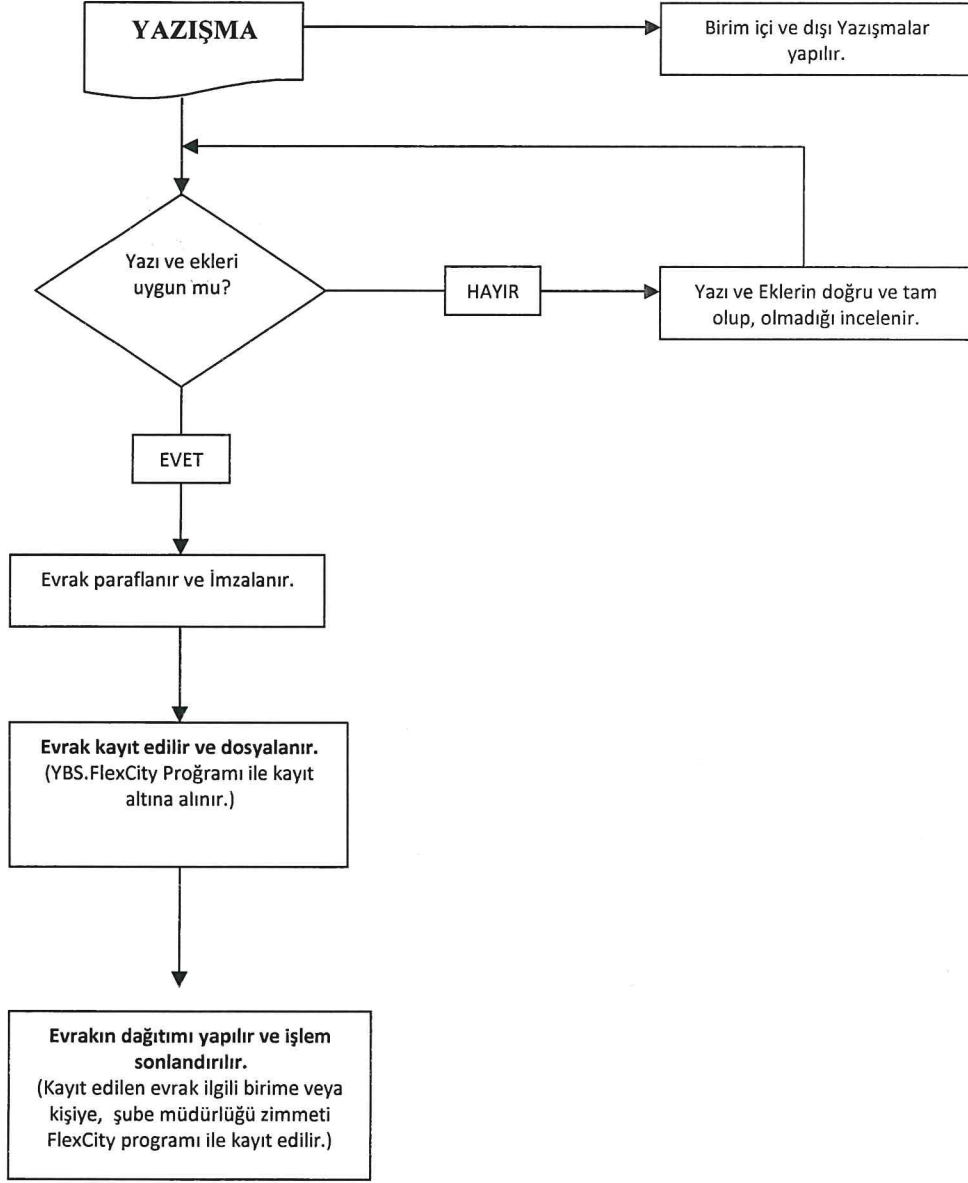 YAZIŞMA
Birim içi ve dışı Yazışmalar
yapılır.
Yazı ve ekleri
uygun mu?
HAYIR
Yazı ve Eklerin doğru ve tam
olup, olmadığı incelenir.
EVET
Evrak paraflanır ve İmzalanır.
Evrak kayıt edilir ve dosyalanır.
(YBS.FlexCity Proğramı ile kayıt
altına alınır.)
Evrakın dağıtımı yapılır ve işlem
sonlandırılır.
(Kayıt edilen evrak ilgili birime veya
kişiye, şube müdürlüğü zimmeti
FlexCity programı ile kayıt edilir.)